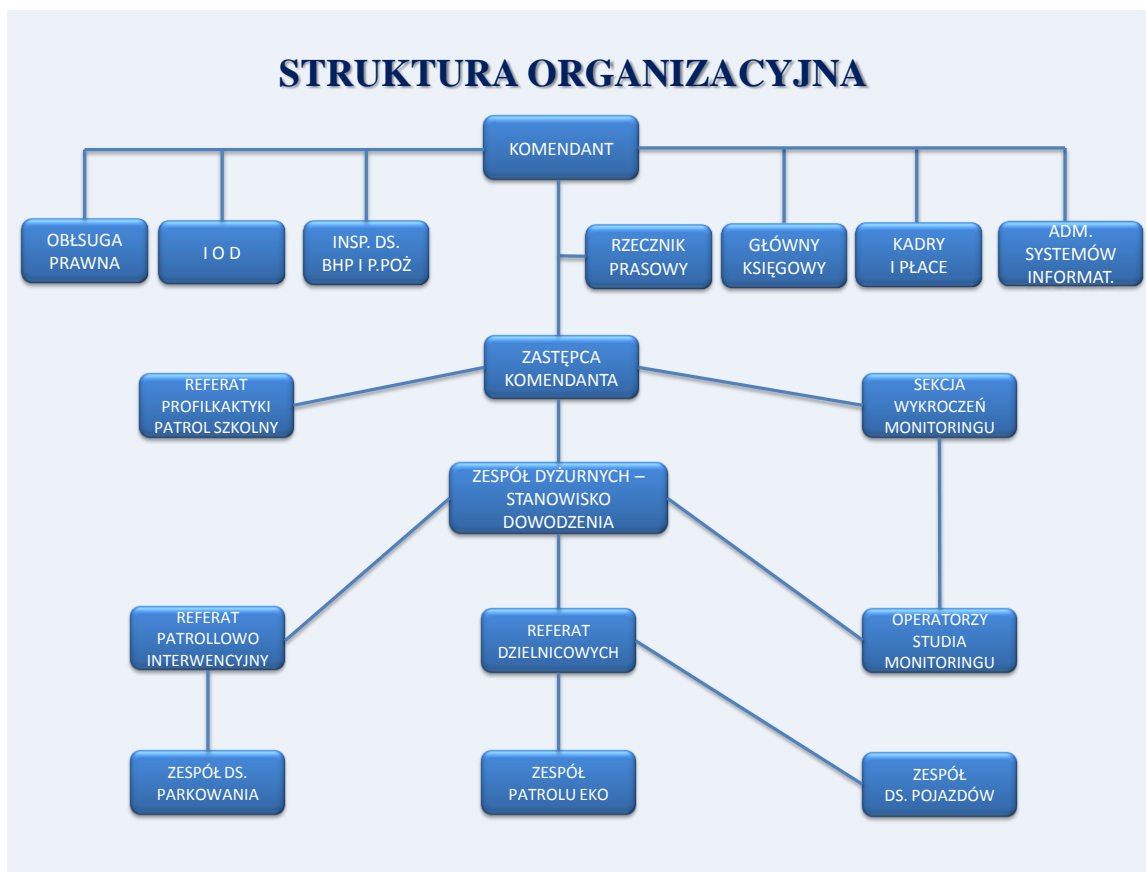 STRUKTURA ORGANIZACYJNA
KOMENDANT
OBŁSUGA
PRAWNA
I O D
INSP. DS.
BHP I P.POŻ
RZECZNIK
PRASOWY
GŁÓWNY
KSIĘGOWY
KADRY
I PŁACE
ADM.
SYSTEMÓW
INFORMAT.
ZASTĘPCA
KOMENDANTA
REFERAT
PROFILKAKTYKI
PATROL SZKOLNY
SEKCJA
WYKROCZEŃ
MONITORINGU
ZESPÓŁ DYŻURNYCH –
STANOWISKO
DOWODZENIA
REFERAT
PATROLLOWO
INTERWENCYJNY
REFERAT
DZIELNICOWYCH
OPERATORZY
STUDIA
MONITORINGU
ZESPÓŁ DS.
PARKOWANIA
ZESPÓŁ
PATROLU EKO
ZESPÓŁ
DS. POJAZDÓW